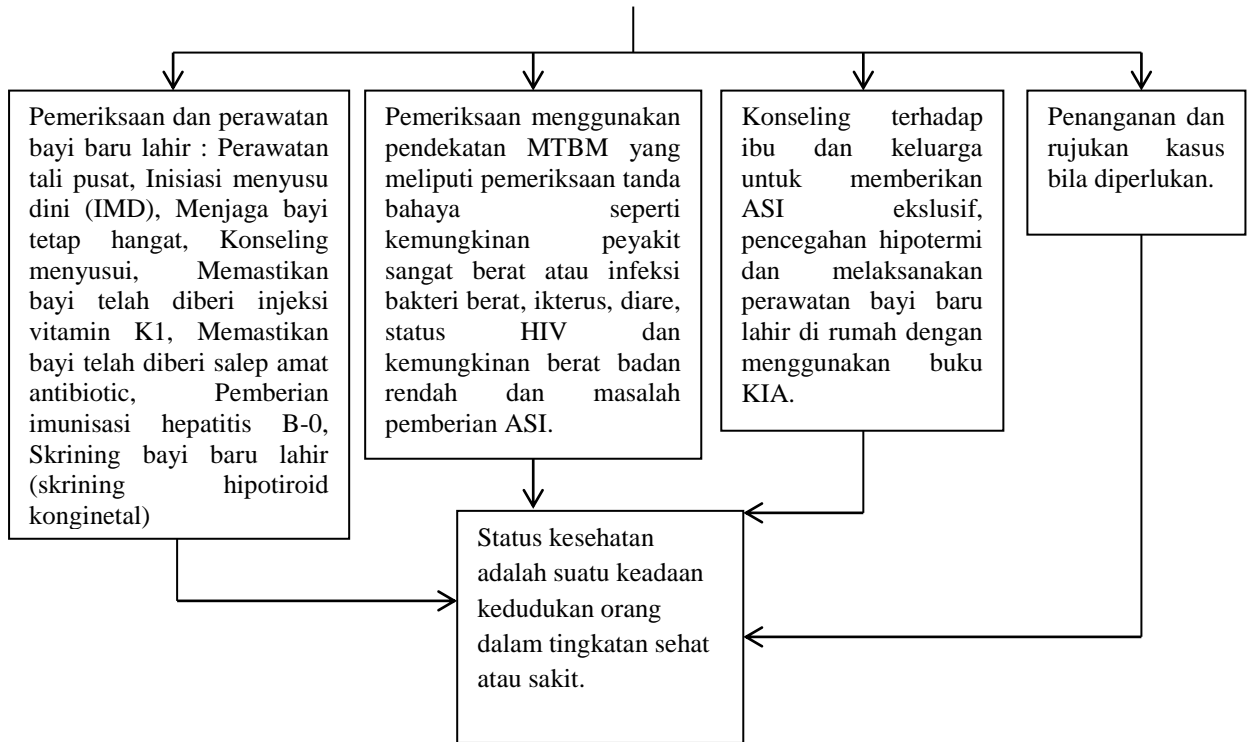 Pemeriksaan dan perawatan
bayi baru lahir : Perawatan
tali pusat, Inisiasi menyusu
dini (IMD), Menjaga bayi
tetap hangat, Konseling
menyusui, Memastikan
bayi telah diberi injeksi
vitamin K1, Memastikan
bayi telah diberi salep amat
antibiotic, Pemberian
imunisasi hepatitis B-0,
Skrining bayi baru lahir
(skrining hipotiroid
konginetal)
Pemeriksaan menggunakan
pendekatan MTBM yang
meliputi pemeriksaan tanda
bahaya seperti
kemungkinan peyakit
sangat berat atau infeksi
bakteri berat, ikterus, diare,
status HIV dan
kemungkinan berat badan
rendah dan masalah
pemberian ASI.
Konseling terhadap
ibu dan keluarga
untuk memberikan
ASI ekslusif,
pencegahan hipotermi
dan melaksanakan
perawatan bayi baru
lahir di rumah dengan
menggunakan buku
KIA.
Penanganan dan
rujukan kasus
bila diperlukan.
Status kesehatan
adalah suatu keadaan
kedudukan orang
dalam tingkatan sehat
atau sakit.